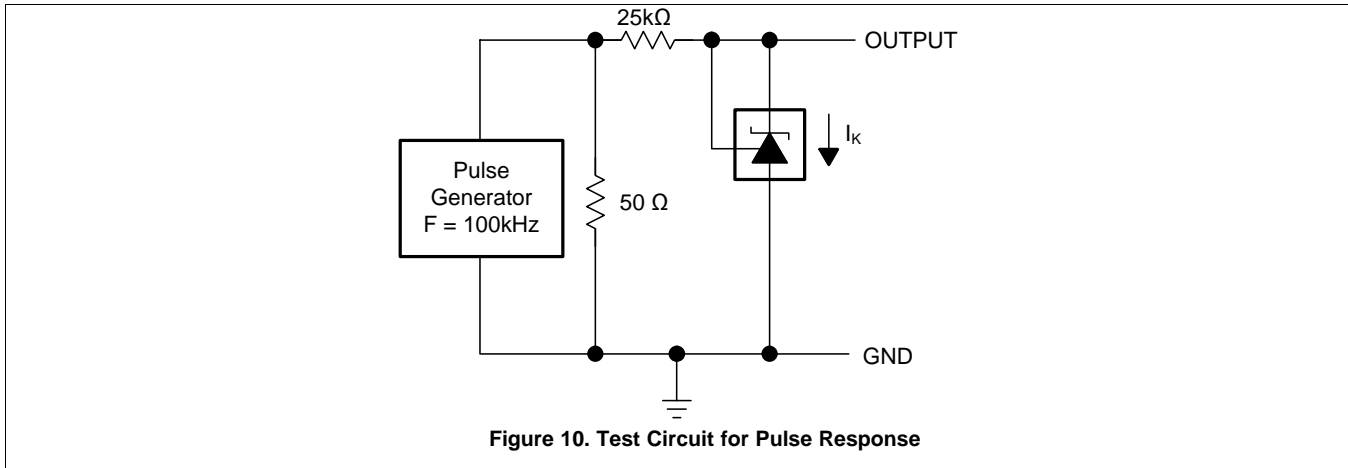 25kΩ
OUTPUT
I_K
Pulse
Generator
F = 100kHz
50 Ω
GND
Figure 10. Test Circuit for Pulse Response